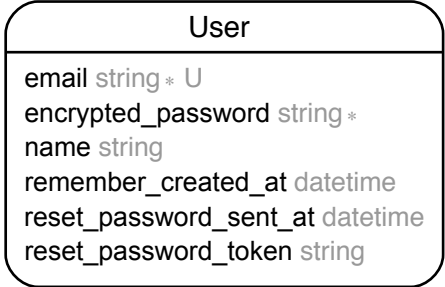 User
email string * U
encrypted_password string *
name string
remember_created_at datetime
reset_password_sent_at datetime
reset_password_token string